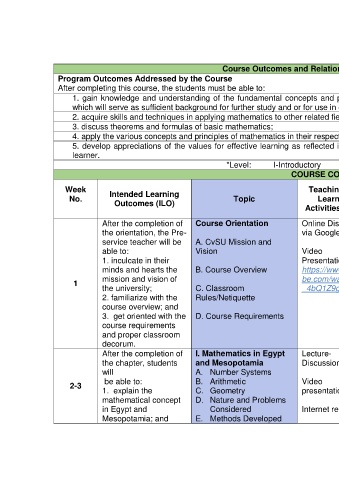 Course Outcomes and Relation
Program Outcomes Addressed by the Course
After completing this course, the students must be able to:
1. gain knowledge and understanding of the fundamental concepts and
which will serve as sufficient background for further study and or for use in
2. acquire skills and techniques in applying mathematics to other related
3. discuss theorems and formulas of basic mathematics;
4. apply the various concepts and principles of mathematics in their
5. develop appreciations of the values for effective learning as reflected
learner.
*Level: I-Introductory
COURSE CO
Week
No.
Intended Learning
Outcomes (ILO)
Topic
Teachin
Learn
Activities
1
After the completion of
the orientation, the Pre-
service teacher will be
able to:
1. inculcate in their
minds and hearts the
mission and vision of
the university;
2. familiarize with the
course overview; and
3. get oriented with the
course requirements
and proper classroom
decorum.
Course Orientation
A. CvSU Mission and
Vision
B. Course Overview
C. Classroom
Rules/Netiquette
D. Course Requirements
Online Dis
via Google
Video
Presentati
https://ww
be.com/wa
_4bQ1Z9g
2-3
After the completion of
the chapter, students
will
be able to:
1. explain the
mathematical concept
in Egypt and
Mesopotamia; and
I. Mathematics in Egypt
and Mesopotamia
A. Number Systems
B. Arithmetic
C. Geometry
D. Nature and Problems
Considered
E. Methods Developed
Lecture-
Discussion
Video
presentatio
Internet re